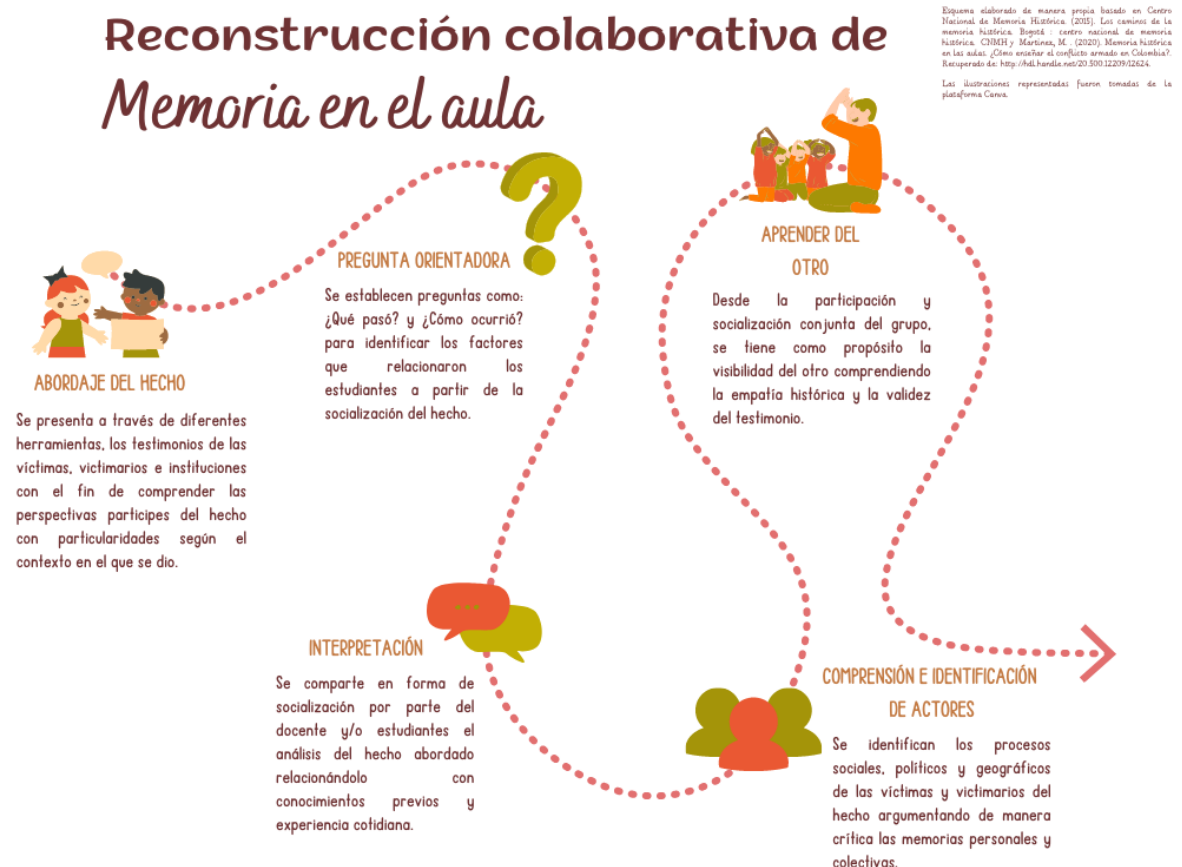 Reconstrucción colaborativa de
Memoria en el aula
Esquema elaborado de manera propia basado en Centro
Nacional de Memoria Histórica. (2015). Los caminos de la
memoria histórica. Bogotá : centro nacional de memoria
histórica. CNMH y Martinez, M. . (2020). Memoria histórica
en las aulas. ¿Cómo enseñar el conflicto armado en Colombia?.
Recuperado de: http://hdl.handle.net/20.500.12209/12624.
Las ilustraciones representadas fueron tomadas de la
plataforma Canva.
ABORDAJE DEL HECHO
Se presenta a través de diferentes
herramientas, los testimonios de las
víctimas, victimarios e instituciones
con el fin de comprender las
perspectivas participes del hecho
con particularidades según el
contexto en el que se dio.
PREGUNTA ORIENTADORA
Se establecen preguntas como:
¿Qué pasó? y ¿Cómo ocurrió?
para identificar los factores
que relacionaron los
estudiantes a partir de la
socialización del hecho.
INTERPRETACIÓN
Se comparte en forma de
socialización por parte del
docente y/o estudiantes el
análisis del hecho abordado
relacionándolo con
conocimientos previos y
experiencia cotidiana.
COMPRENSIÓN E IDENTIFICACIÓN
DE ACTORES
Se identifican los procesos
sociales, políticos y geográficos
de las víctimas y victimarios del
hecho argumentando de manera
crítica las memorias personales y
colectivas.
APRENDER DEL
OTRO
Desde la participación y
socialización conjunta del grupo,
se tiene como propósito la
visibilidad del otro comprendiendo
la empatía histórica y la validez
del testimonio.